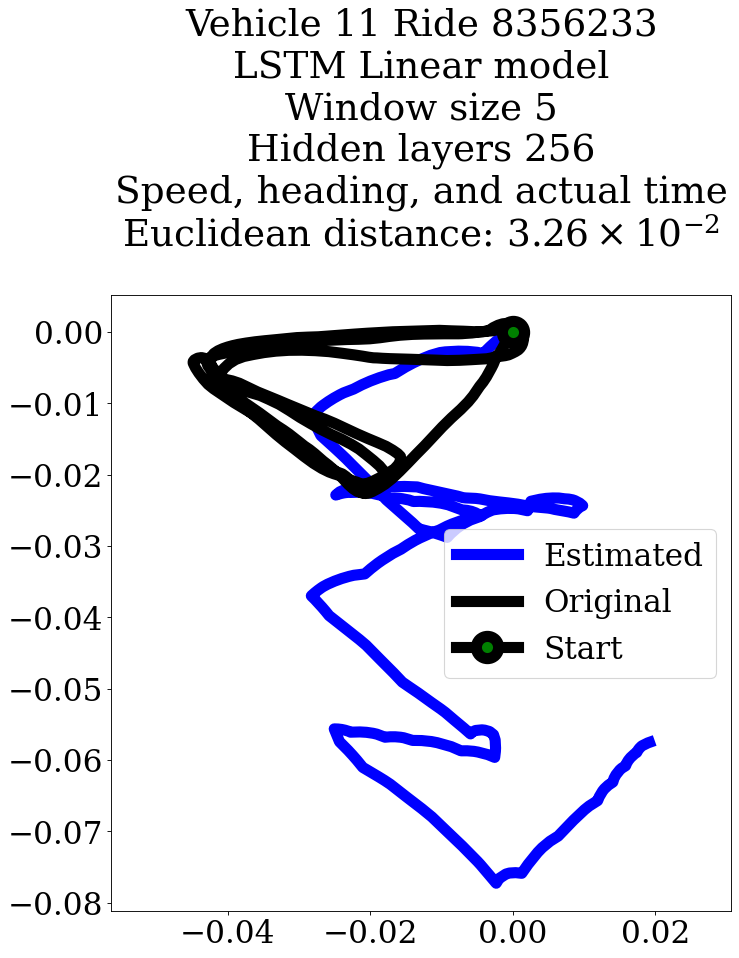 Vehicle 11 Ride 8356233
LSTM Linear model
Window size 5
Hidden layers 256
Speed, heading, and actual time
Euclidean distance: 3.26 × 10⁻²
0.00
−0.01
−0.02
−0.03
−0.04
−0.05
−0.06
−0.07
−0.08
Estimated
Original
Start
−0.04 −0.02 0.00 0.02